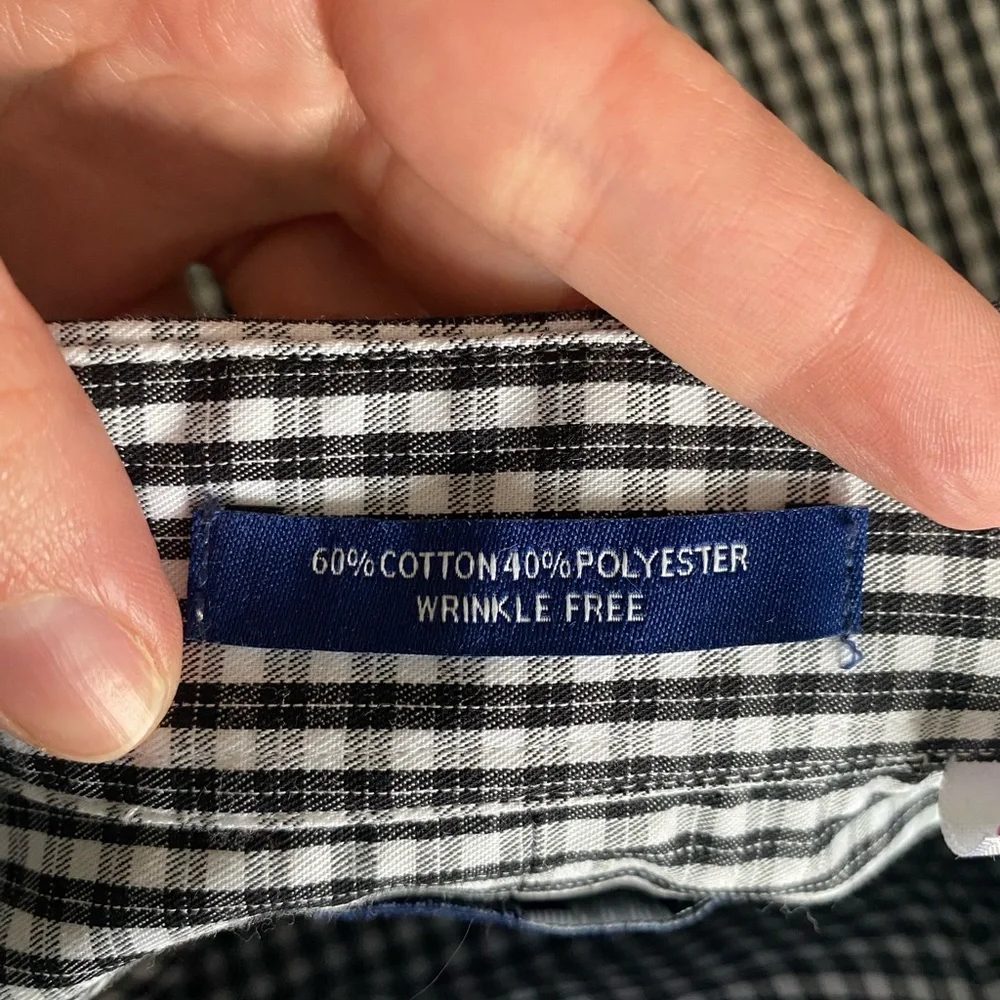 60% COTTON 40% POLYESTER
WRINKLE FREE